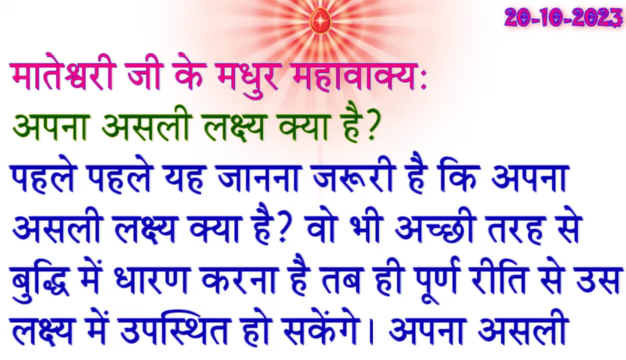 20-10-2023
मातेश्वरी जी के मधुर महावाक्य:
अपना असली लक्ष्य क्या है?
पहले पहले यह जानना जरूरी है कि अपना
असली लक्ष्य क्या है? वो भी अच्छी तरह से
बुद्धि में धारण करना है तब ही पूर्ण रीति से उस
लक्ष्य में उपस्थित हो सकेंगे। अपना असली